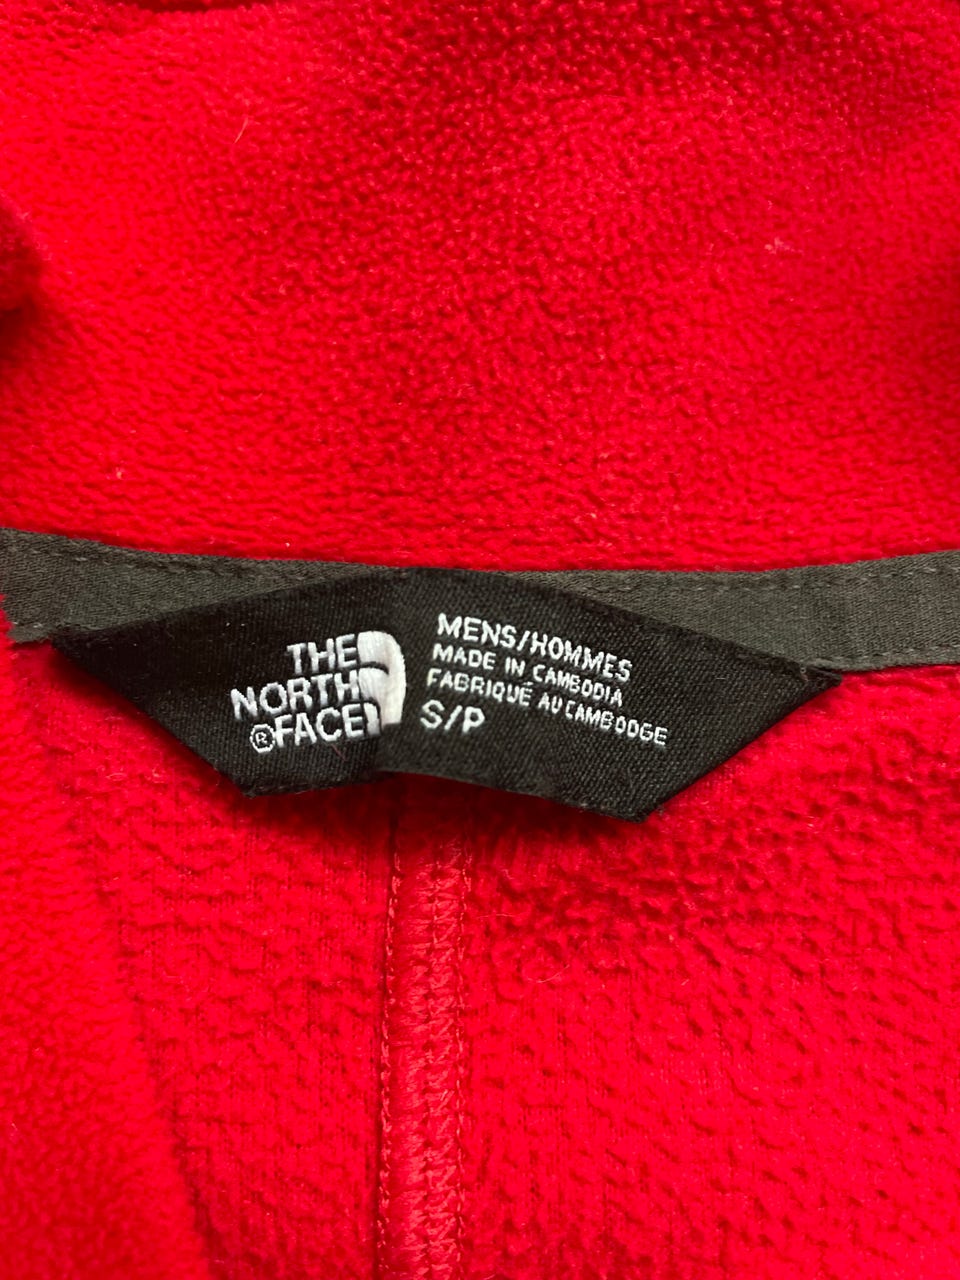 THE
NORTH
®FACE
MENS/HOMMES
MADE IN CAMBODIA
FABRIQUÉ AU CAMBODGE
S/P